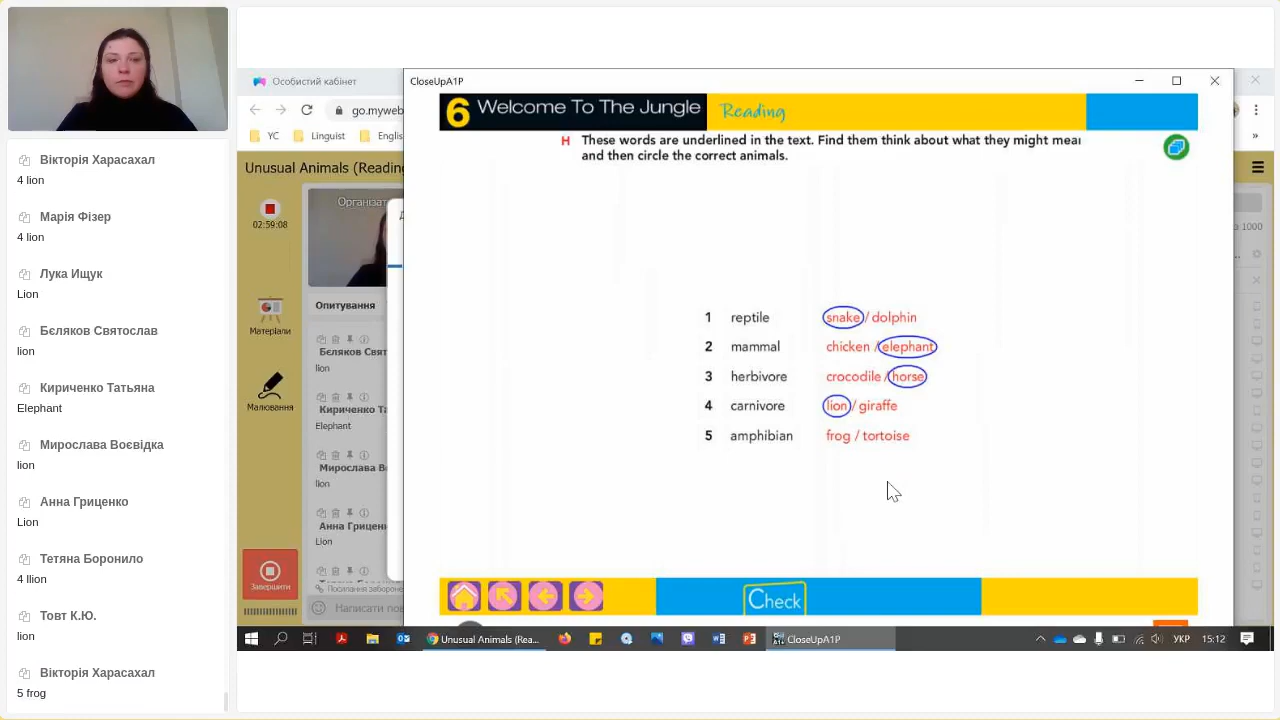 Вікторія Харасахал
4 lion
Марія Фізер
4 lion
Лука Ищук
Lion
Бєляков Святослав
lion
Кириченко Татьяна
Elephant
Мирослава Воєвідка
lion
Анна Гриценко
Lion
Тетяна Боронило
4 llion
Товт К.Ю.
lion
Вікторія Харасахал
5 frog
Особистий кабінет
go.myweb
YC
Linguist
Englis
Unusual Animals (Reading
02:59:08
Матеріали
Малювання
Завершити
Організат
Опитування
Бєляков Свят
lion
Кириченко Та
Elephant
Мирослава В
lion
Анна Гриценк
Lion
Посилання забороне
Написати пов
CloseUpA1P
6 Welcome To The Jungle
Reading
H These words are underlined in the text. Find them think about what they might mean
and then circle the correct animals.
1 reptile snake / dolphin
2 mammal chicken / elephant
3 herbivore crocodile / horse
4 carnivore lion / giraffe
5 amphibian frog / tortoise
Check
1000
Unusual Animals (Rea...
CloseUpA1P
УКР
15:12